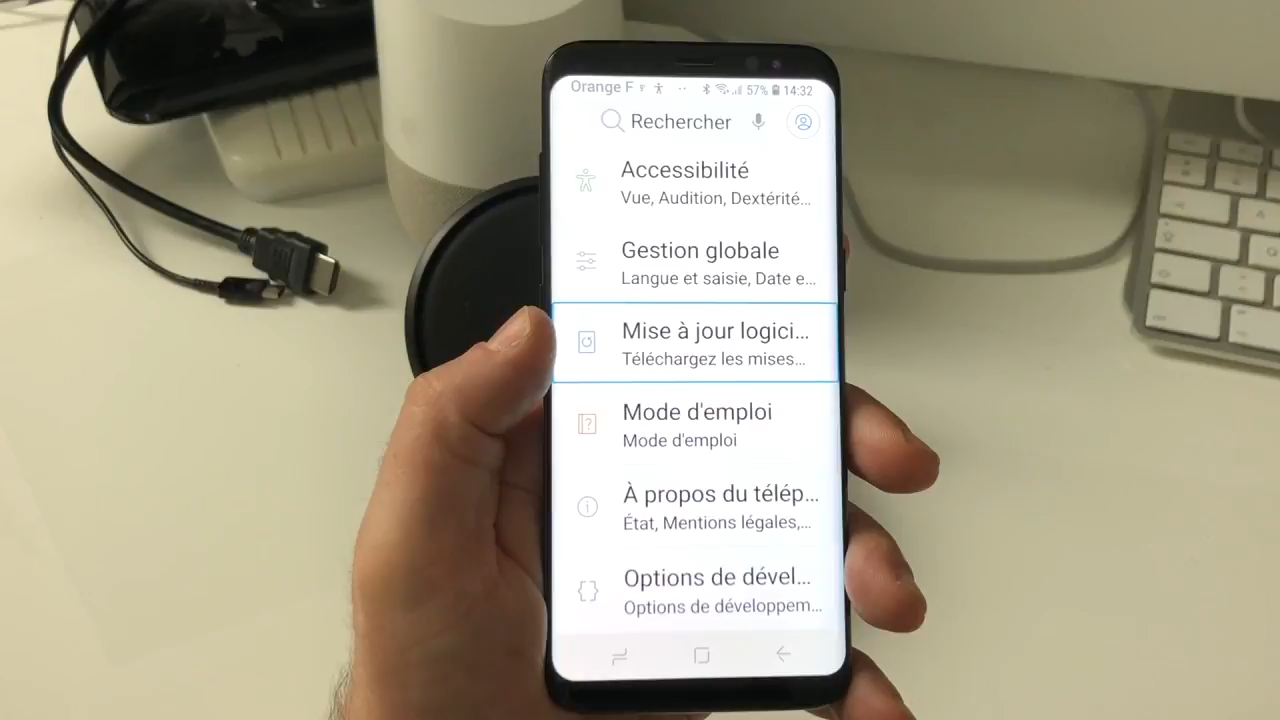 Orange F 57% 14:32
Rechercher
Accessibilité
Vue, Audition, Dextérité...
Gestion globale
Langue et saisie, Date e...
Mise à jour logici...
Téléchargez les mises...
Mode d'emploi
Mode d'emploi
À propos du télép...
État, Mentions légales,...
Options de dével...
Options de développem...